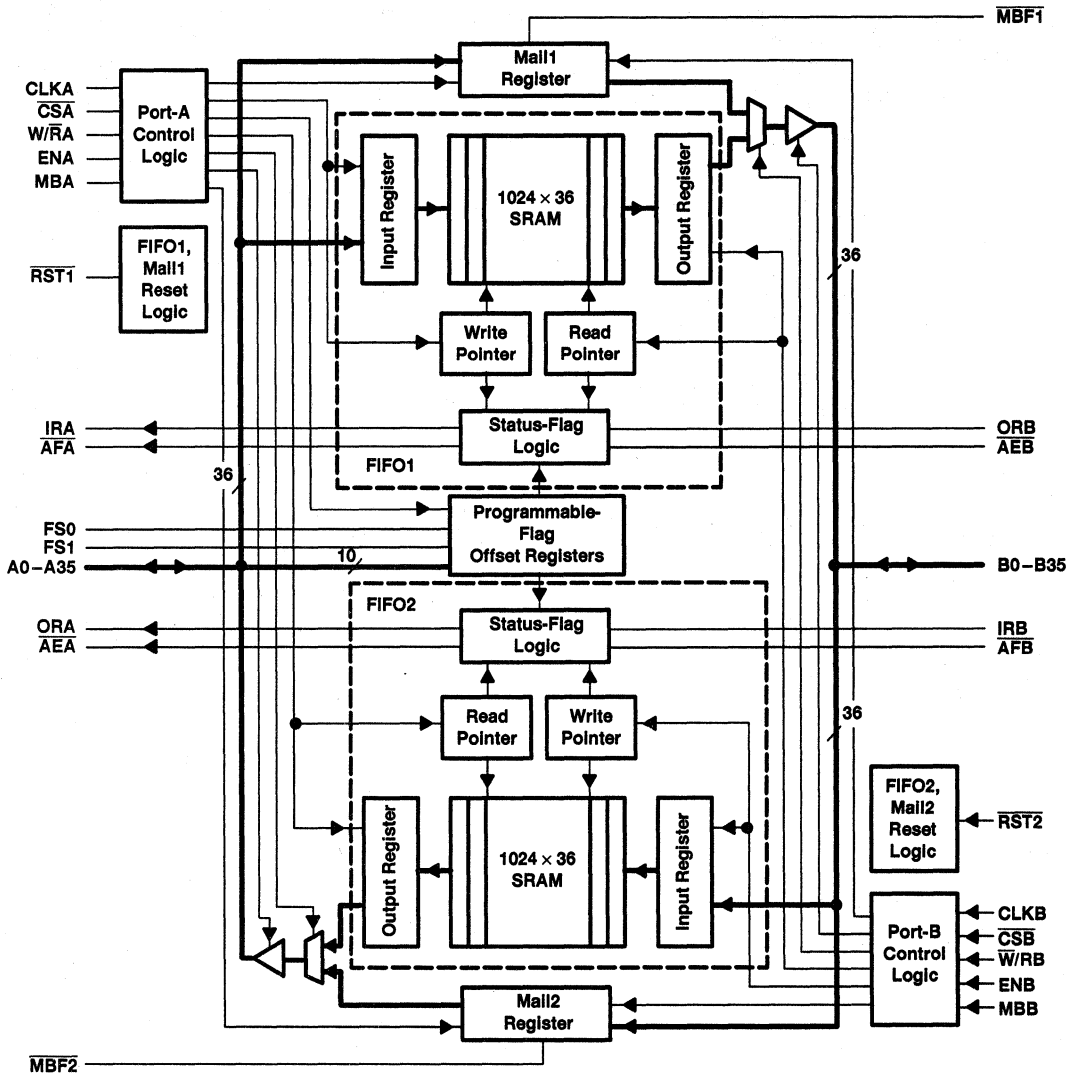 MBF1
Mail1
Register
CLKA
CSA
W/RA
ENA
MBA
Port-A
Control
Logic
Input Register
1024 × 36
SRAM
Output Register
RST1
FIFO1,
Mail1
Reset
Logic
36
Write
Pointer
Read
Pointer
IRA
AFA
Status-Flag
Logic
ORB
AEB
FIFO1
36
Programmable-
Flag
Offset Registers
FS0
FS1
A0–A35
10
B0–B35
FIFO2
ORA
AEA
Status-Flag
Logic
IRB
AFB
Read
Pointer
Write
Pointer
36
Output Register
1024 × 36
SRAM
Input Register
FIFO2,
Mail2
Reset
Logic
RST2
Port-B
Control
Logic
CLKB
CSB
W/RB
ENB
MBB
Mail2
Register
MBF2